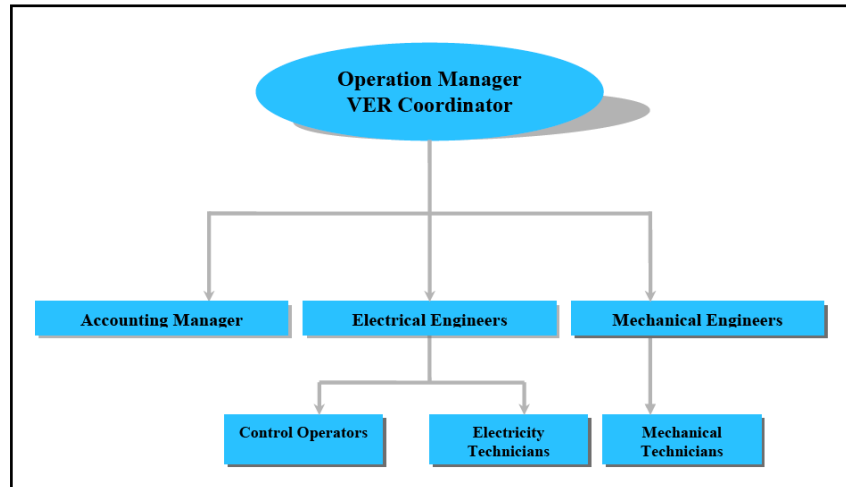 Operation Manager
VER Coordinator
Accounting Manager
Electrical Engineers
Mechanical Engineers
Control Operators
Electricity
Technicians
Mechanical
Technicians